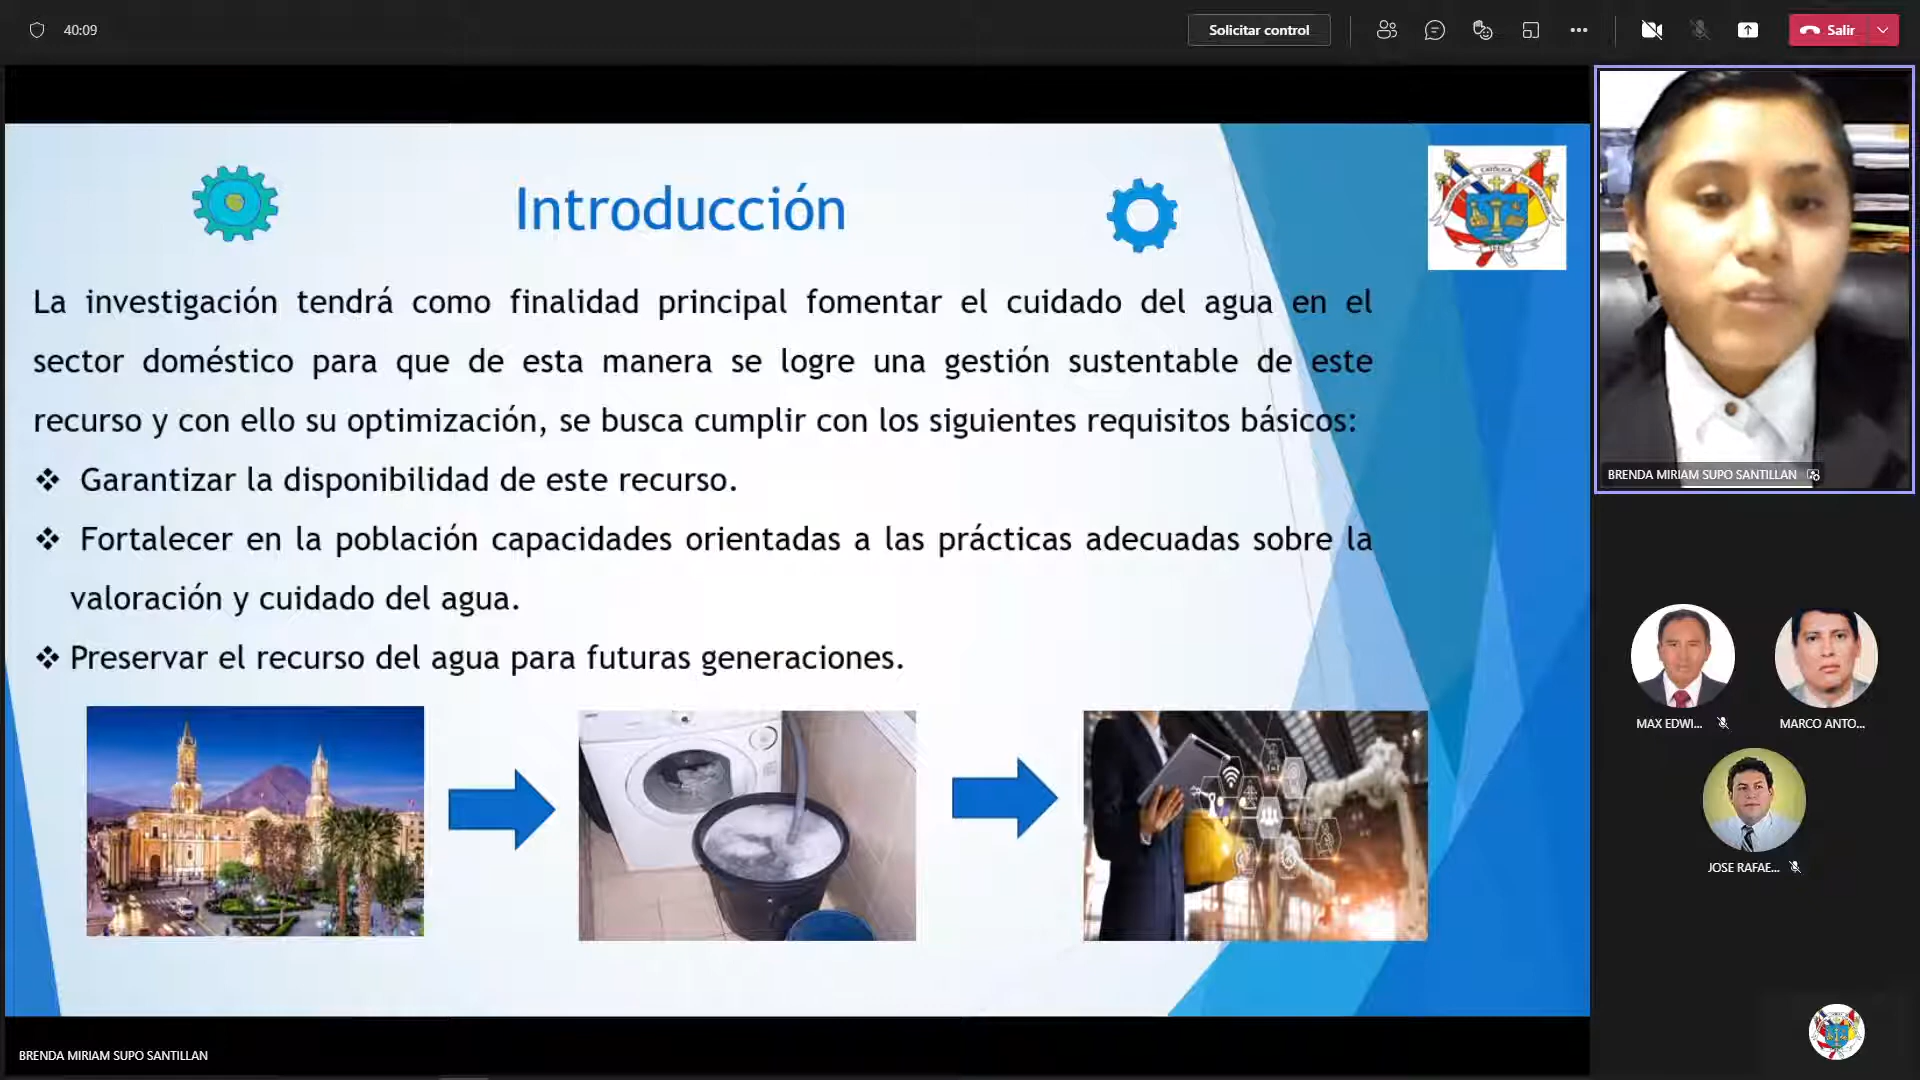 40:09
Solicitar control
Salir
Introducción
La investigación tendrá como finalidad principal fomentar el cuidado del agua en el
sector doméstico para que de esta manera se logre una gestión sustentable de este
recurso y con ello su optimización, se busca cumplir con los siguientes requisitos básicos:
❖ Garantizar la disponibilidad de este recurso.
❖ Fortalecer en la población capacidades orientadas a las prácticas adecuadas sobre la
valoración y cuidado del agua.
❖ Preservar el recurso del agua para futuras generaciones.
BRENDA MIRIAM SUPO SANTILLAN
MAX EDWI...
MARCO ANTO...
JOSE RAFAE...
BRENDA MIRIAM SUPO SANTILLAN